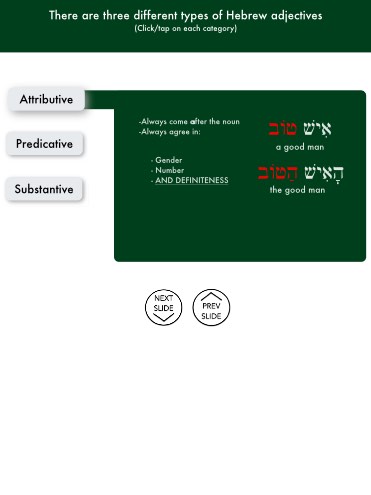 There are three different types of Hebrew adjectives
(Click/tap on each category)
Attributive
Predicative
Substantive
-Always come after the noun
-Always agree in:
- Gender
- Number
- AND DEFINITENESS
אִישׁ טוֹב
a good man
הָאִישׁ הַטּוֹב
the good man
NEXT
SLIDE
PREV
SLIDE